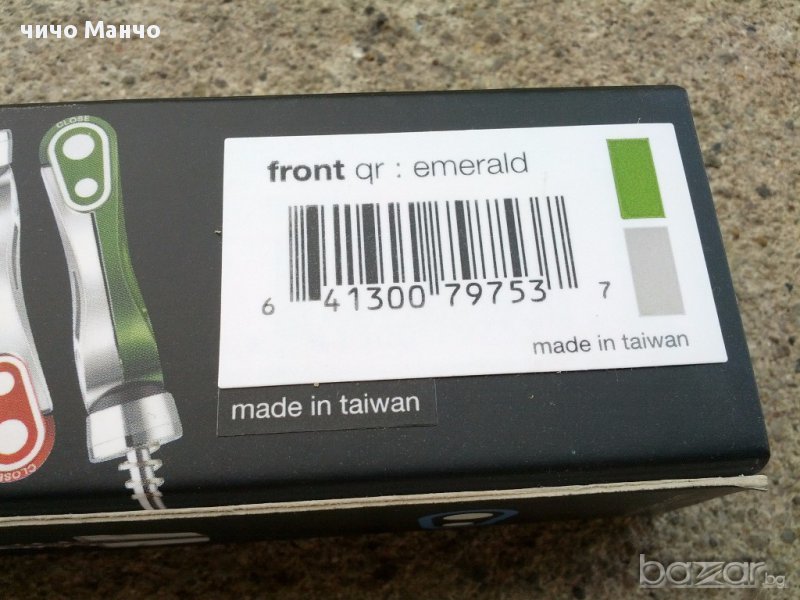 чичо Манчо
CLOSE
front qr : emerald
6 41300 79753 7
made in taiwan
made in taiwan
CLOSE
bazar.bg